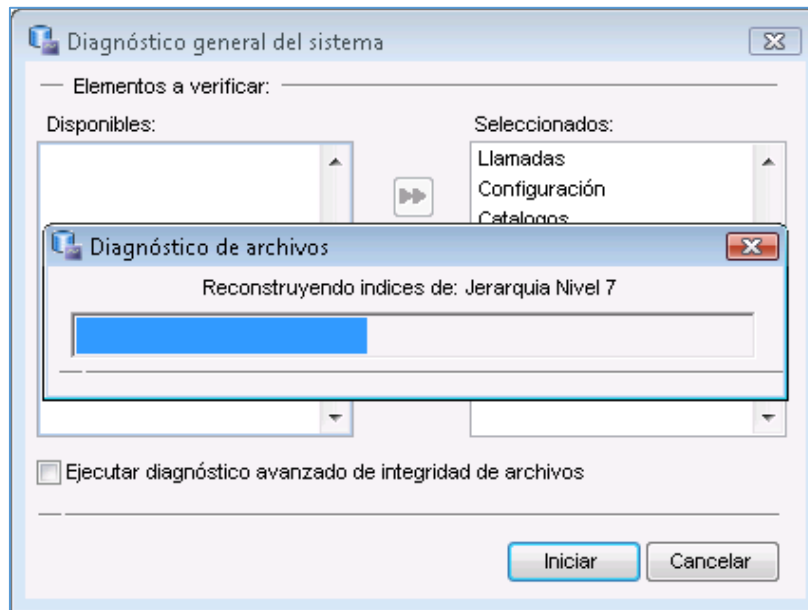 Diagnóstico general del sistema
Elementos a verificar:
Disponibles:
Seleccionados:
Llamadas
Configuración
Catalogos
Diagnóstico de archivos
Reconstruyendo indices de: Jerarquia Nivel 7
Ejecutar diagnóstico avanzado de integridad de archivos
Iniciar
Cancelar